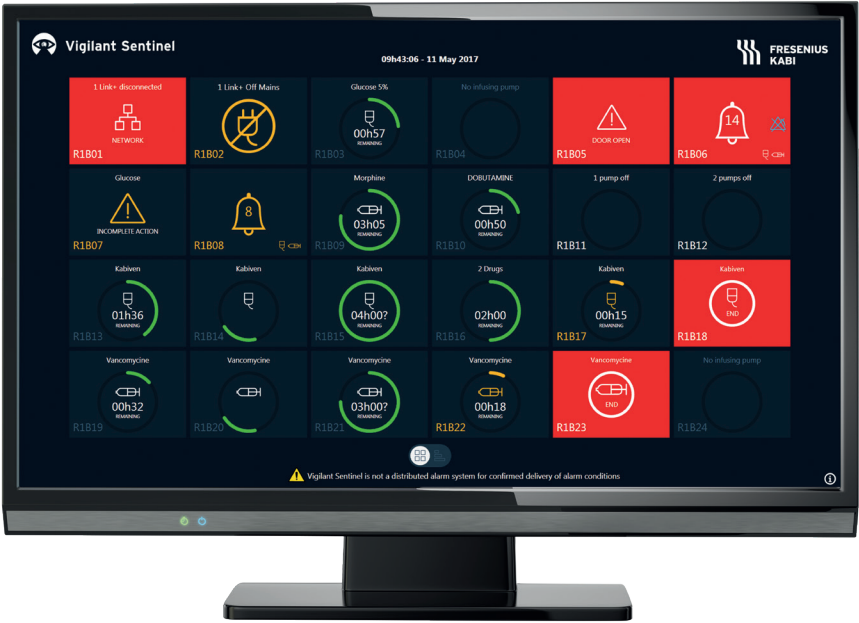 Vigilant Sentinel
09h43:06 - 11 May 2017
FRESENIUS
KABI
1 Link+ disconnected
NETWORK
R1B01
1 Link+ Off Mains
R1B02
Glucose 5%
00h57
REMAINING
R1B03
No infusing pump
R1B04
DOOR OPEN
R1B05
14
R1B06
Glucose
INCOMPLETE ACTION
R1B07
8
R1B08
Morphine
03h05
REMAINING
R1B09
DOBUTAMINE
00h50
REMAINING
R1B10
1 pump off
R1B11
2 pumps off
R1B12
Kabiven
01h36
REMAINING
R1B13
Kabiven
R1B14
Kabiven
04h00?
REMAINING
R1B15
2 Drugs
02h00
REMAINING
R1B16
Kabiven
00h15
REMAINING
R1B17
Kabiven
END
R1B18
Vancomycine
00h32
REMAINING
R1B19
Vancomycine
R1B20
Vancomycine
03h00?
REMAINING
R1B21
Vancomycine
00h18
REMAINING
R1B22
Vancomycine
END
R1B23
No infusing pump
R1B24
Vigilant Sentinel is not a distributed alarm system for confirmed delivery of alarm conditions